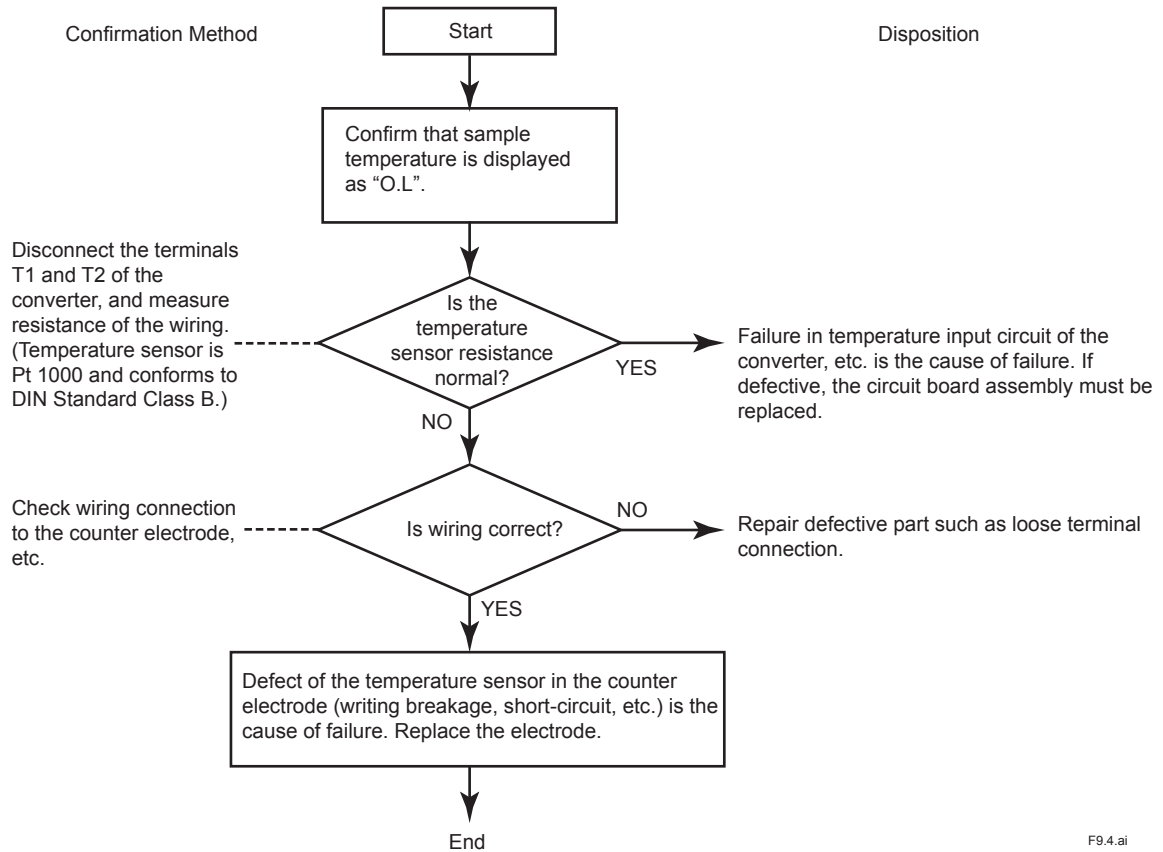 Confirmation Method
Start
Disposition
Confirm that sample
temperature is displayed
as “O.L”.
Disconnect the terminals
T1 and T2 of the
converter, and measure
resistance of the wiring.
(Temperature sensor is
Pt 1000 and conforms to
DIN Standard Class B.)
Is the
temperature
sensor resistance
normal?
YES
Failure in temperature input circuit of the
converter, etc. is the cause of failure. If
defective, the circuit board assembly must be
replaced.
NO
Check wiring connection
to the counter electrode,
etc.
Is wiring correct?
NO
Repair defective part such as loose terminal
connection.
YES
Defect of the temperature sensor in the counter
electrode (writing breakage, short-circuit, etc.) is the
cause of failure. Replace the electrode.
End
F9.4.ai